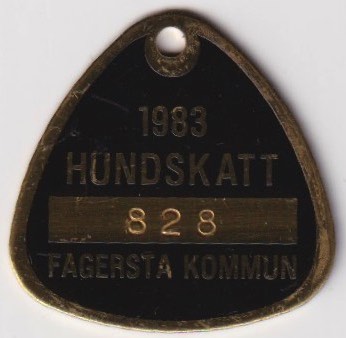 1983
HUNDSKATT
828
FAGERSTA KOMMUN